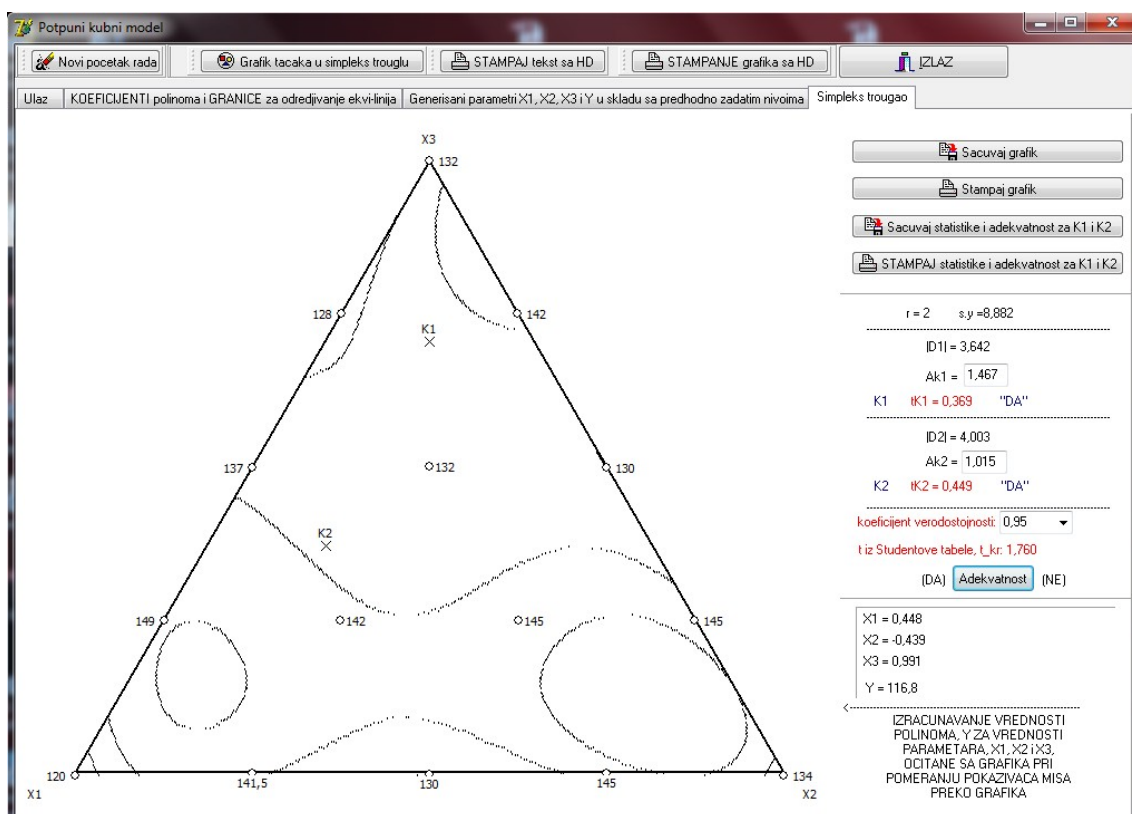 Potpuni kubni model
Novi pocetak rada
Grafik tacaka u simpleks trouglu
STAMPAJ tekst sa HD
STAMPANJE grafika sa HD
IZLAZ
Ulaz
KOEFICIJENTI polinoma i GRANICE za odredjivanje ekvi-linija
Generisani parametri X1, X2, X3 i Y u skladu sa predhodno zadatim nivoima
Simpleks trougao
X3
132
128
142
K1
137
132
130
K2
149
142
145
145
120
141,5
130
145
134
X1
X2
Sacuvaj grafik
Stampaj grafik
Sacuvaj statistike i adekvatnost za K1 i K2
STAMPAJ statistike i adekvatnost za K1 i K2
r = 2 s.y =8,882
|D1| = 3,642
Ak1 = 1,467
K1 tK1 = 0,369 "DA"
|D2| = 4,003
Ak2 = 1,015
K2 tK2 = 0,449 "DA"
koeficijent verodostojnosti: 0,95
t iz Studentove tabele, t_kr: 1,760
(DA) Adekvatnost (NE)
X1 = 0,448
X2 = -0,439
X3 = 0,991
Y = 116,8
IZRACUNAVANJE VREDNOSTI
POLINOMA, Y ZA VREDNOSTI
PARAMETARA, X1, X2 i X3,
OCITANE SA GRAFIKA PRI
POMERANJU POKAZIVACA MISA
PREKO GRAFIKA